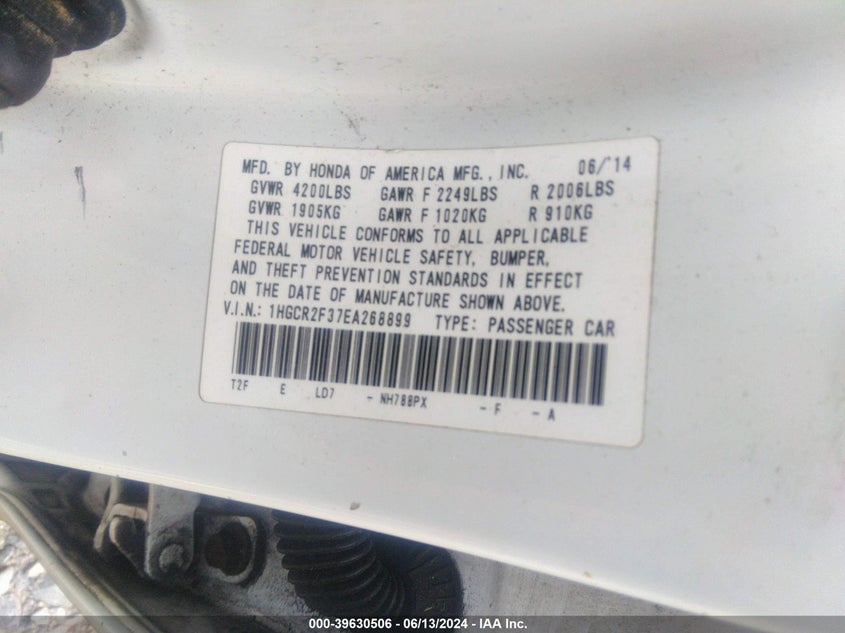 MFD. BY HONDA OF AMERICA MFG., INC. 06/'14
GVWR 4200LBS GAWR F 2249LBS R 2006LBS
GVWR 1905KG GAWR F 1020KG R 910KG
THIS VEHICLE CONFORMS TO ALL APPLICABLE
FEDERAL MOTOR VEHICLE SAFETY, BUMPER,
AND THEFT PREVENTION STANDARDS IN EFFECT
ON THE DATE OF MANUFACTURE SHOWN ABOVE.
V.I.N.: 1HGCR2F37EA268899 TYPE: PASSENGER CAR
T2F E LD7 - NH788PX - F - A
000-39630506 - 06/13/2024 - IAA Inc.